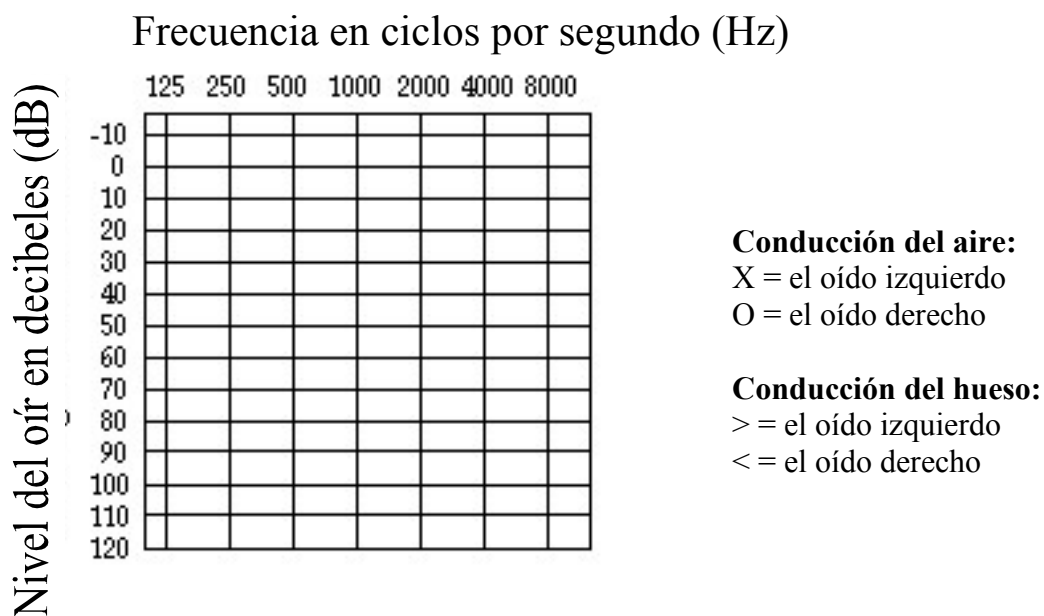 Frecuencia en ciclos por segundo (Hz)
125 250 500 1000 2000 4000 8000
Nivel del oír en decibeles (dB)
-10
0
10
20
30
40
50
60
70
80
90
100
110
120
Conducción del aire:
X = el oído izquierdo
O = el oído derecho
Conducción del hueso:
> = el oído izquierdo
< = el oído derecho